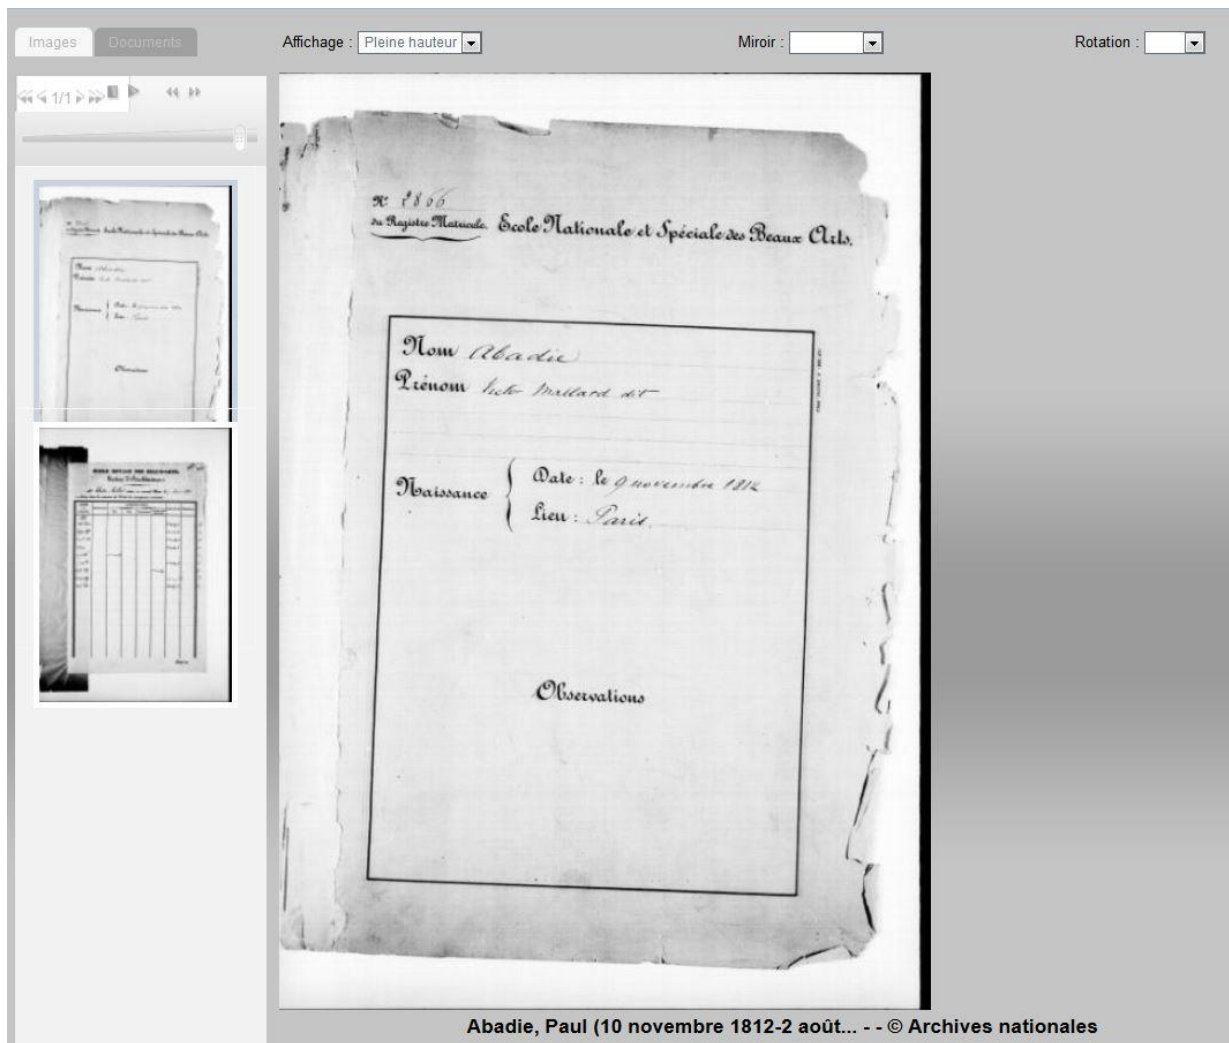 Images Documents
Affichage : Pleine hauteur
Miroir :
Rotation :
1/1
N° 2866
du Registre Matricule. Ecole Nationale et Spéciale des Beaux Arts.
Nom Abadie
Prénom Victor Mallard dit
Naissance
Date : le 9 novembre 1812
Lieu : Paris.
Observations
Abadie, Paul (10 novembre 1812-2 août... - - © Archives nationales